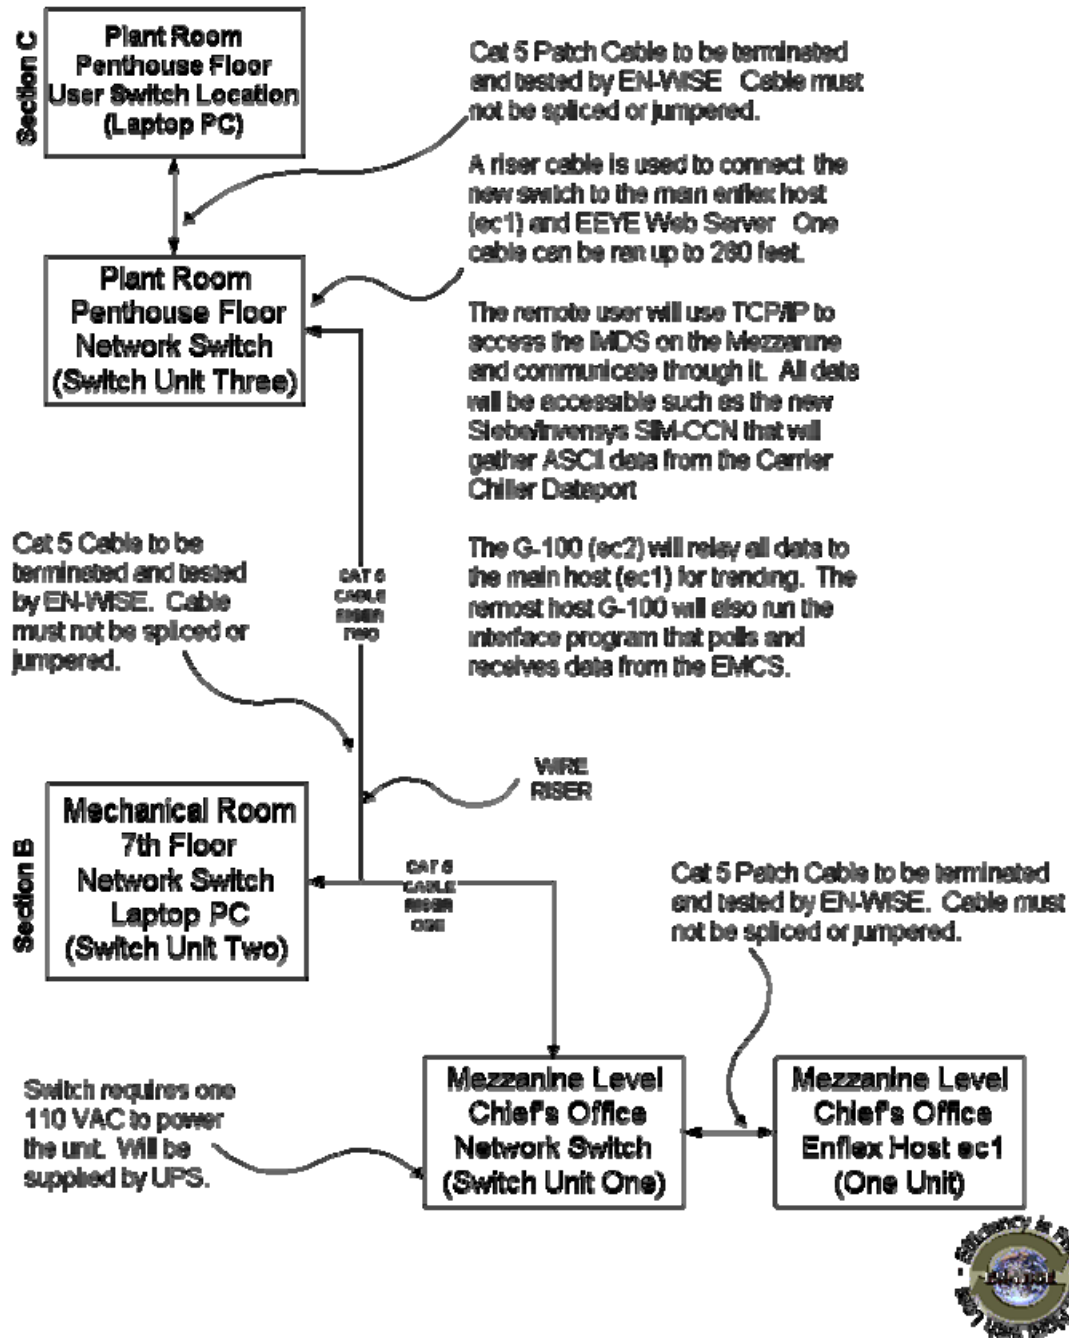 Section C
Plant Room
Penthouse Floor
User Switch Location
(Laptop PC)
Cat 5 Patch Cable to be terminated
and tested by EN-WISE Cable must
not be spliced or jumpered.
A riser cable is used to connect the
new switch to the main enflex host
(ec1) and EEYE Web Server One
cable can be ran up to 280 feet.
Plant Room
Penthouse Floor
Network Switch
(Switch Unit Three)
The remote user will use TCP/IP to
access the IMDS on the Mezzanine
and communicate through it. All data
will be accessible such as the new
Siebe/Invensys SIM-CCN that will
gather ASCII data from the Carrier
Chiller Dataport
The G-100 (ec2) will relay all data to
the main host (ec1) for trending. The
remost host G-100 will also run the
interface program that polls and
receives data from the EMCS.
Cat 5 Cable to be
terminated and tested
by EN-WISE. Cable
must not be spliced or
jumpered.
CAT 5
CABLE
RISER
TWO
WIRE
RISER
Section B
Mechanical Room
7th Floor
Network Switch
Laptop PC
(Switch Unit Two)
CAT 5
CABLE
RISER
ONE
Cat 5 Patch Cable to be terminated
and tested by EN-WISE. Cable must
not be spliced or jumpered.
Switch requires one
110 VAC to power
the unit. Will be
supplied by UPS.
Mezzanine Level
Chief's Office
Network Switch
(Switch Unit One)
Mezzanine Level
Chief's Office
Enflex Host ec1
(One Unit)
Efficiency is